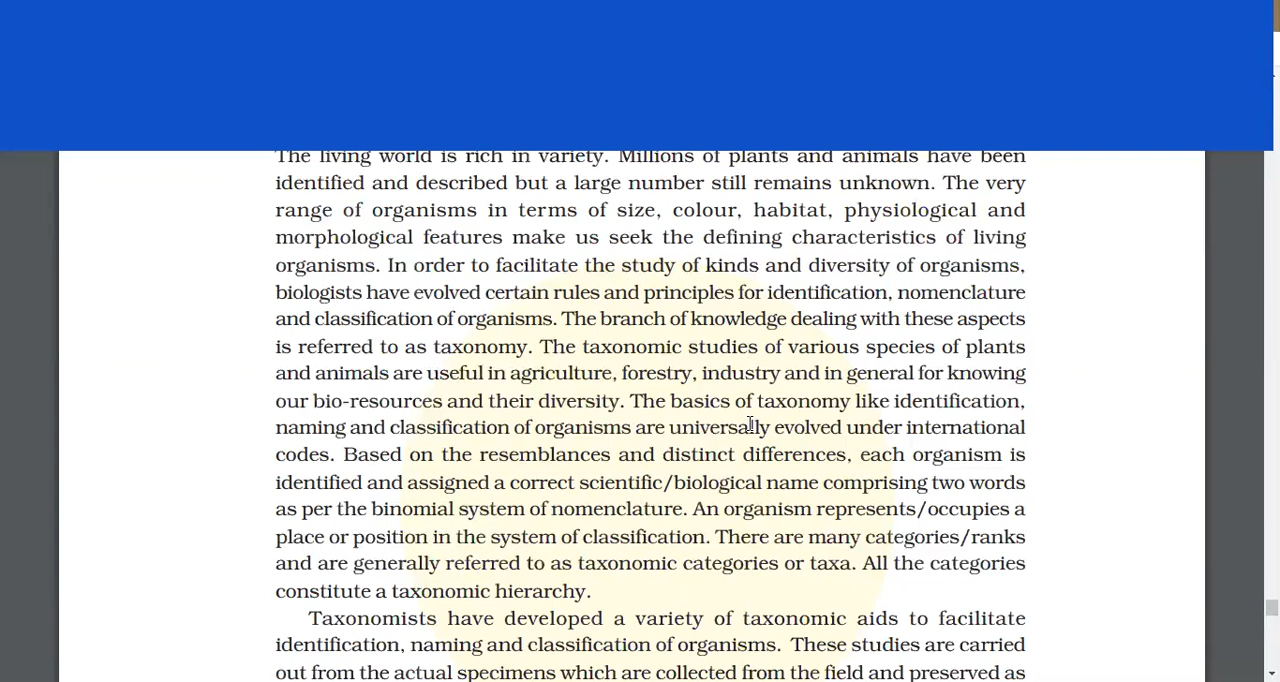 The living world is rich in variety. Millions of plants and animals have been
identified and described but a large number still remains unknown. The very
range of organisms in terms of size, colour, habitat, physiological and
morphological features make us seek the defining characteristics of living
organisms. In order to facilitate the study of kinds and diversity of organisms,
biologists have evolved certain rules and principles for identification, nomenclature
and classification of organisms. The branch of knowledge dealing with these aspects
is referred to as taxonomy. The taxonomic studies of various species of plants
and animals are useful in agriculture, forestry, industry and in general for knowing
our bio-resources and their diversity. The basics of taxonomy like identification,
naming and classification of organisms are universally evolved under international
codes. Based on the resemblances and distinct differences, each organism is
identified and assigned a correct scientific/biological name comprising two words
as per the binomial system of nomenclature. An organism represents/occupies a
place or position in the system of classification. There are many categories/ranks
and are generally referred to as taxonomic categories or taxa. All the categories
constitute a taxonomic hierarchy.
Taxonomists have developed a variety of taxonomic aids to facilitate
identification, naming and classification of organisms. These studies are carried
out from the actual specimens which are collected from the field and preserved as